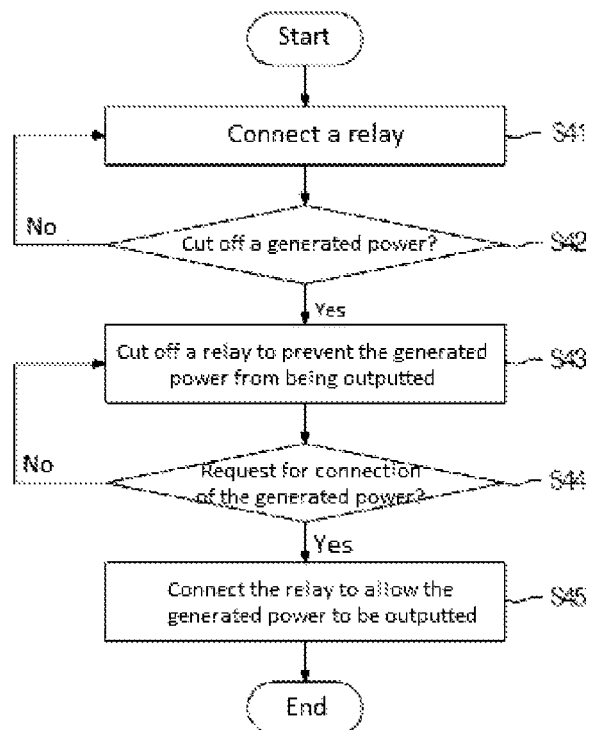 Start
Connect a relay
S41
Cut off a generated power?
S42
No
Yes
Cut off a relay to prevent the generated
power from being outputted
S43
Request for connection
of the generated power?
S44
No
Yes
Connect the relay to allow the
generated power to be outputted
S45
End